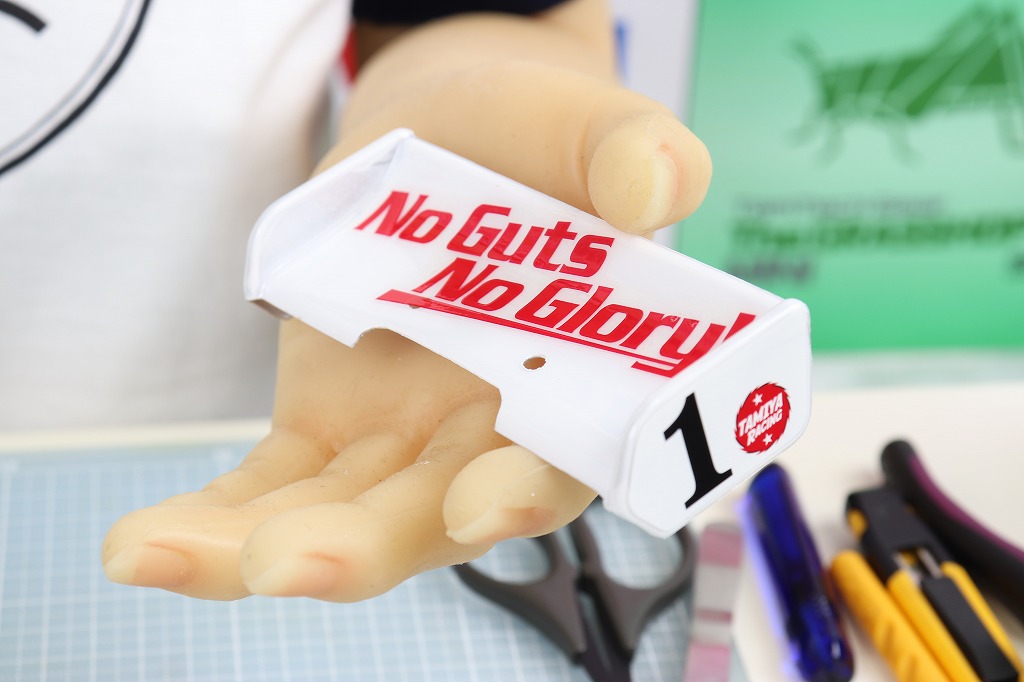 No Guts
No Glory!
1
TAMIYA
RACING